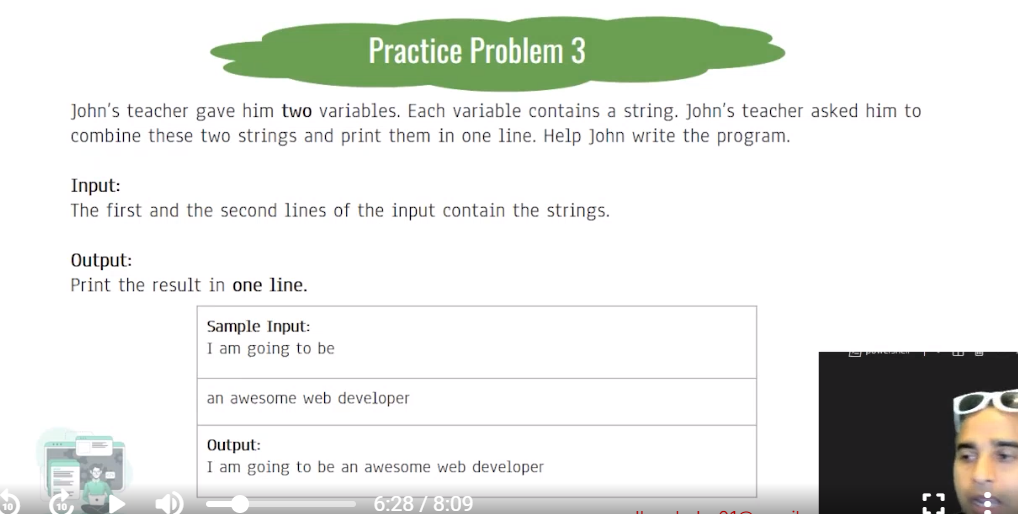 Practice Problem 3
John's teacher gave him two variables. Each variable contains a string. John's teacher asked him to
combine these two strings and print them in one line. Help John write the program.
Input:
The first and the second lines of the input contain the strings.
Output:
Print the result in one line.
Sample Input:
I am going to be
an awesome web developer
Output:
I am going to be an awesome web developer
10
10
6:28 / 8:09